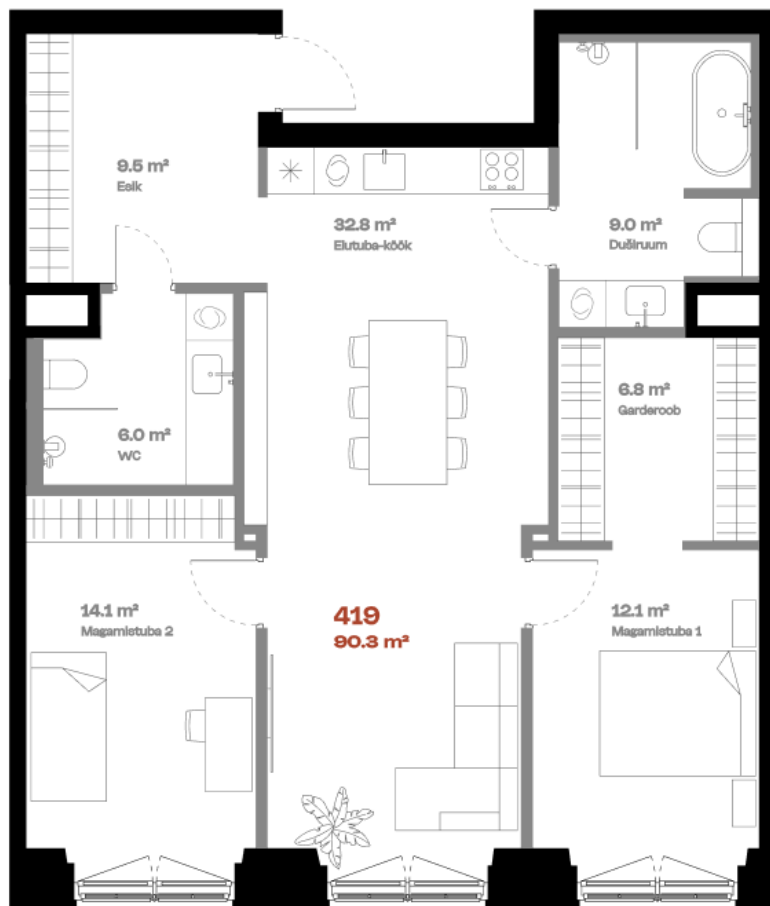 9.5 m²
Esik
32.8 m²
Elutuba-köök
9.0 m²
Duširuum
6.8 m²
Garderoob
6.0 m²
WC
14.1 m²
Magamistuba 2
419
90.3 m²
12.1 m²
Magamistuba 1